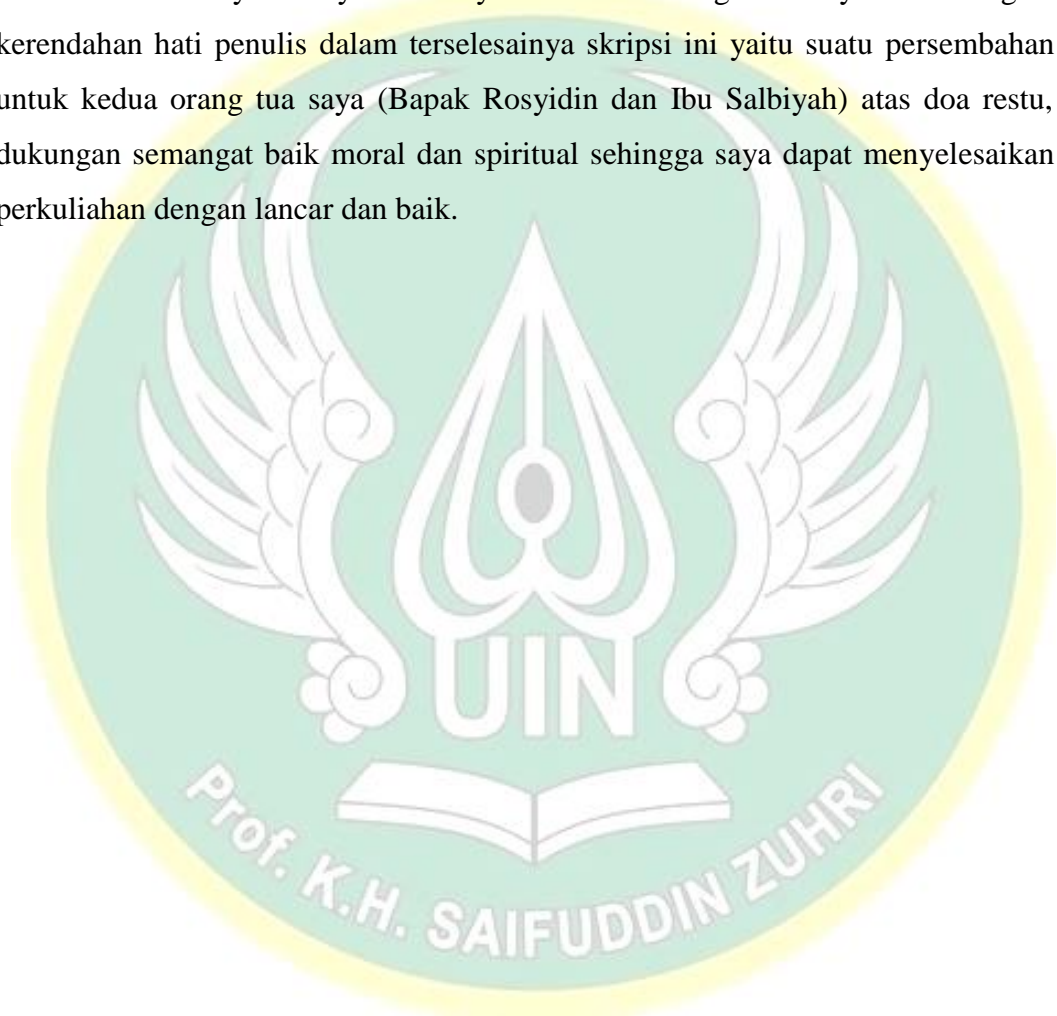 kerendahan hati penulis dalam terselesainya skripsi ini yaitu suatu persembahan
untuk kedua orang tua saya (Bapak Rosyidin dan Ibu Salbiyah) atas doa restu,
dukungan semangat baik moral dan spiritual sehingga saya dapat menyelesaikan
perkuliahan dengan lancar dan baik.
UIN
Prof. K.H. SAIFUDDIN ZUHRI